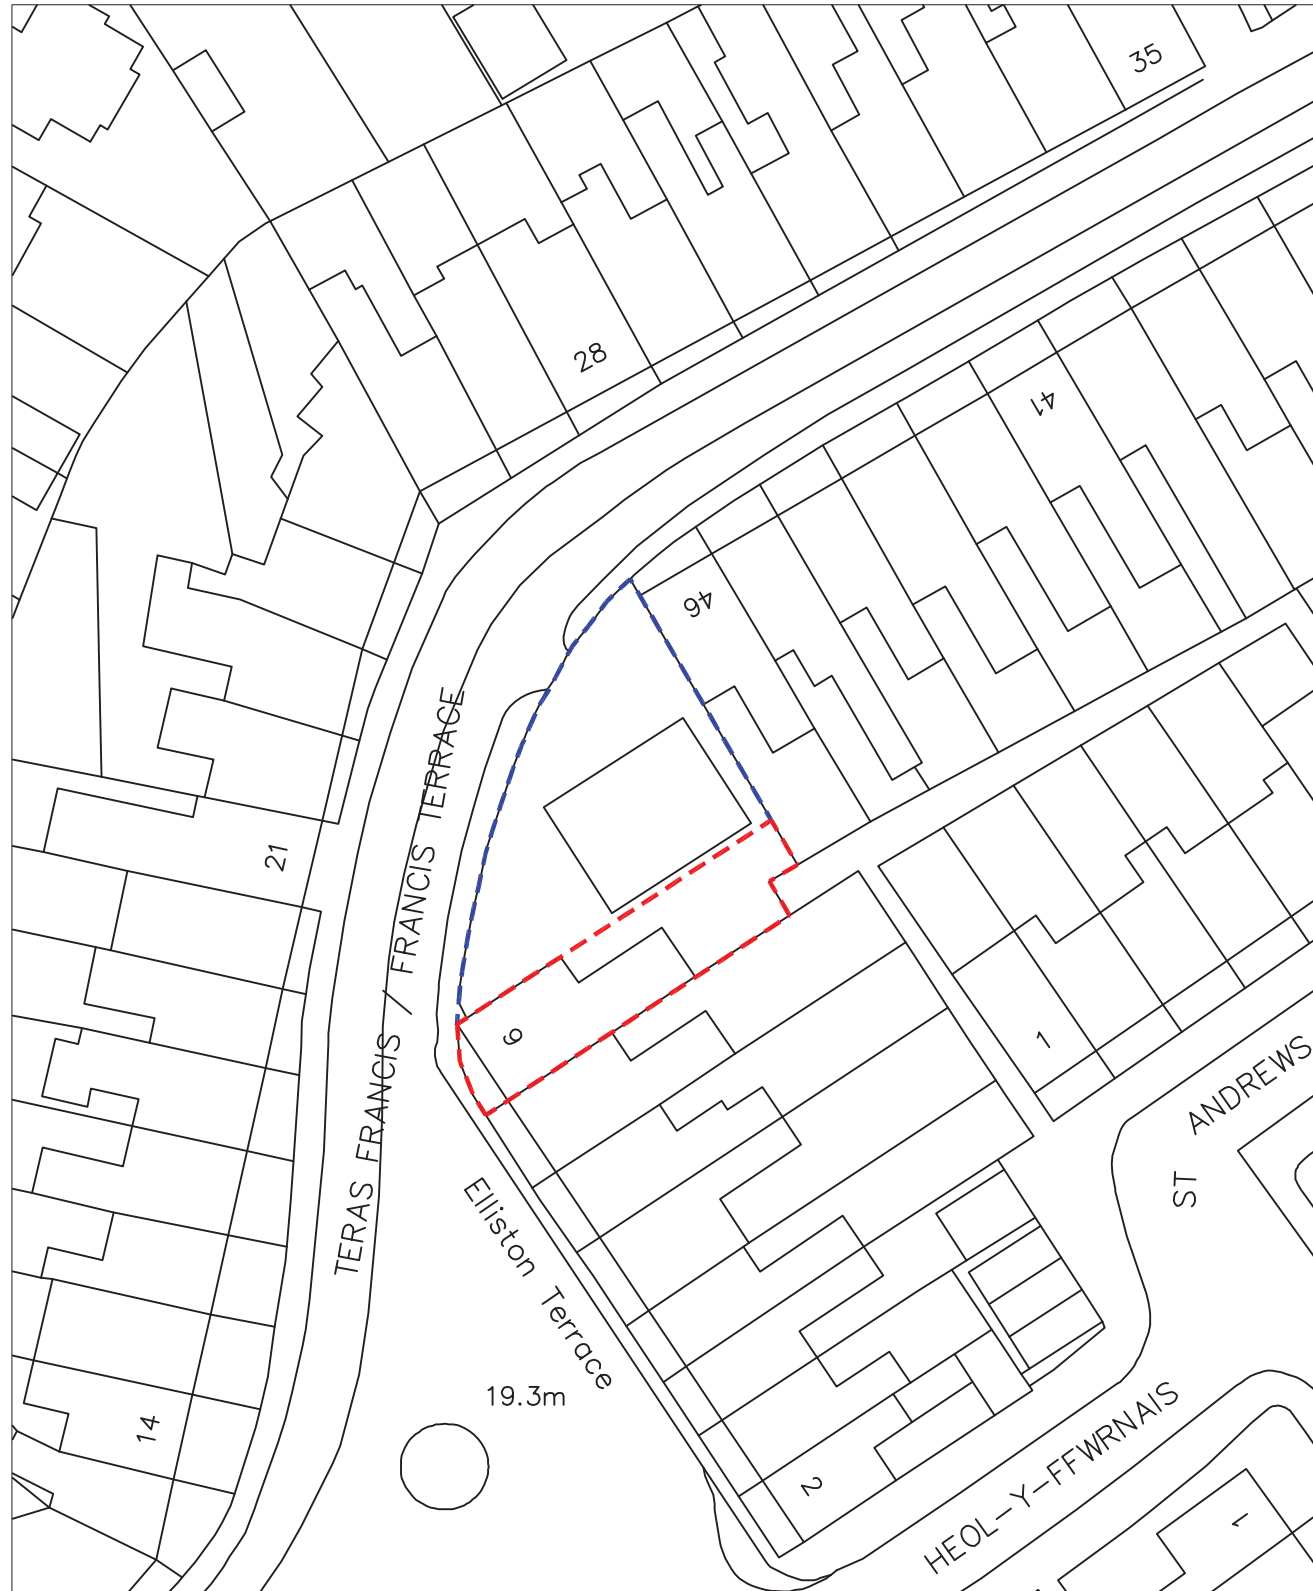 35
28
41
46
TERAS FRANCIS / FRANCIS TERRACE
21
9
1
ST ANDREWS
Elliston Terrace
19.3m
14
2
HEOL-Y-FFWRNAIS
1